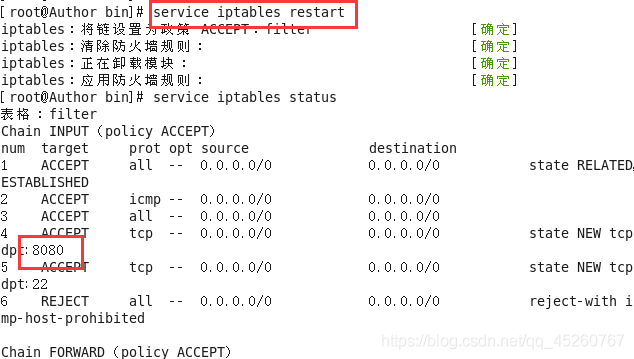 [root@Author bin]# service iptables restart
iptables：将链设置为政策 ACCEPT：filter [确定]
iptables：清除防火墙规则： [确定]
iptables：正在卸载模块： [确定]
iptables：应用防火墙规则： [确定]
[root@Author bin]# service iptables status
表格：filter
Chain INPUT (policy ACCEPT)
num target prot opt source destination
1 ACCEPT all -- 0.0.0.0/0 0.0.0.0/0 state RELATED,
ESTABLISHED
2 ACCEPT icmp -- 0.0.0.0/0 0.0.0.0/0
3 ACCEPT all -- 0.0.0.0/0 0.0.0.0/0
4 ACCEPT tcp -- 0.0.0.0/0 0.0.0.0/0 state NEW tcp
dpt:8080
5 ACCEPT tcp -- 0.0.0.0/0 0.0.0.0/0 state NEW tcp
dpt:22
6 REJECT all -- 0.0.0.0/0 0.0.0.0/0 reject-with i
mp-host-prohibited
https://blog.csdn.net/qq_45260767
Chain FORWARD (policy ACCEPT)